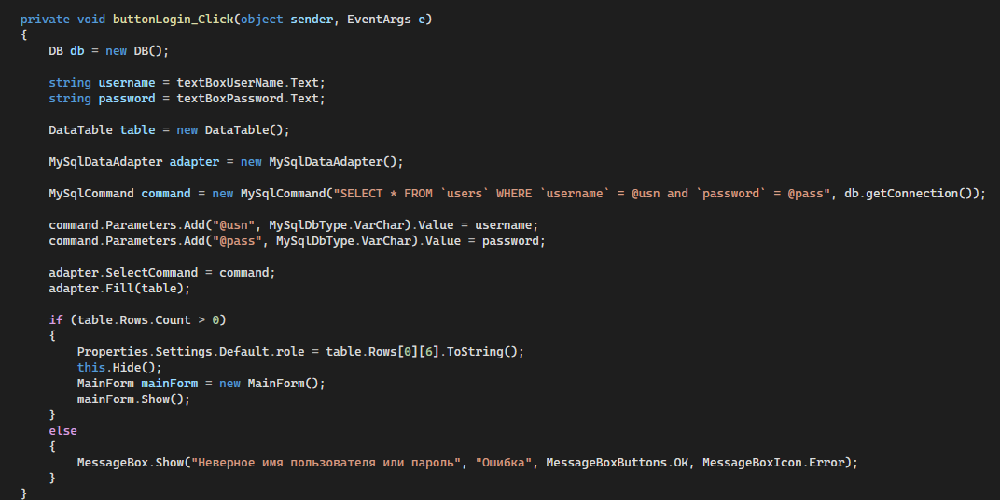 private void buttonLogin_Click(object sender, EventArgs e)
{
    DB db = new DB();

    string username = textBoxUserName.Text;
    string password = textBoxPassword.Text;

    DataTable table = new DataTable();

    MySqlDataAdapter adapter = new MySqlDataAdapter();

    MySqlCommand command = new MySqlCommand("SELECT * FROM `users` WHERE `username` = @usn and `password` = @pass", db.getConnection());

    command.Parameters.Add("@usn", MySqlDbType.VarChar).Value = username;
    command.Parameters.Add("@pass", MySqlDbType.VarChar).Value = password;

    adapter.SelectCommand = command;
    adapter.Fill(table);

    if (table.Rows.Count > 0)
    {
        Properties.Settings.Default.role = table.Rows[0][6].ToString();
        this.Hide();
        MainForm mainForm = new MainForm();
        mainForm.Show();
    }
    else
    {
        MessageBox.Show("Неверное имя пользователя или пароль", "Ошибка", MessageBoxButtons.OK, MessageBoxIcon.Error);
    }
}